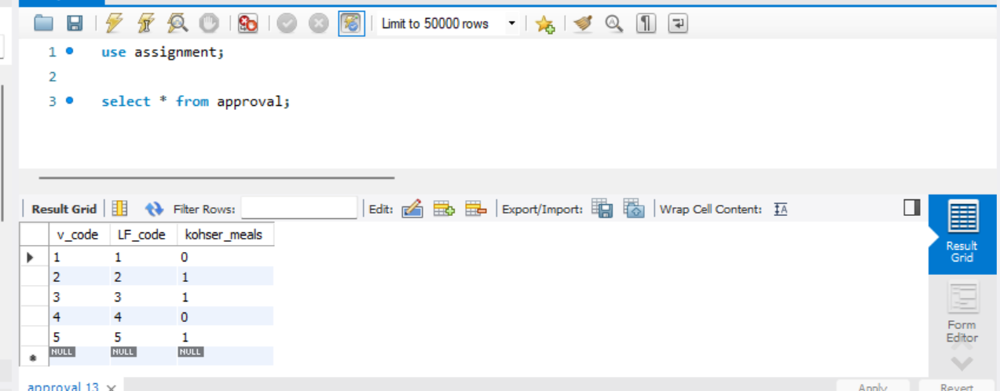 Limit to 50000 rows
1 use assignment;
2
3 select * from approval;
Result Grid Filter Rows: Edit: Export/Import: Wrap Cell Content:
v_code LF_code kohser_meals
1 1 0
2 2 1
3 3 1
4 4 0
5 5 1
NULL NULL NULL
Result
Grid
Form
Editor
approval 13
Apply Revert